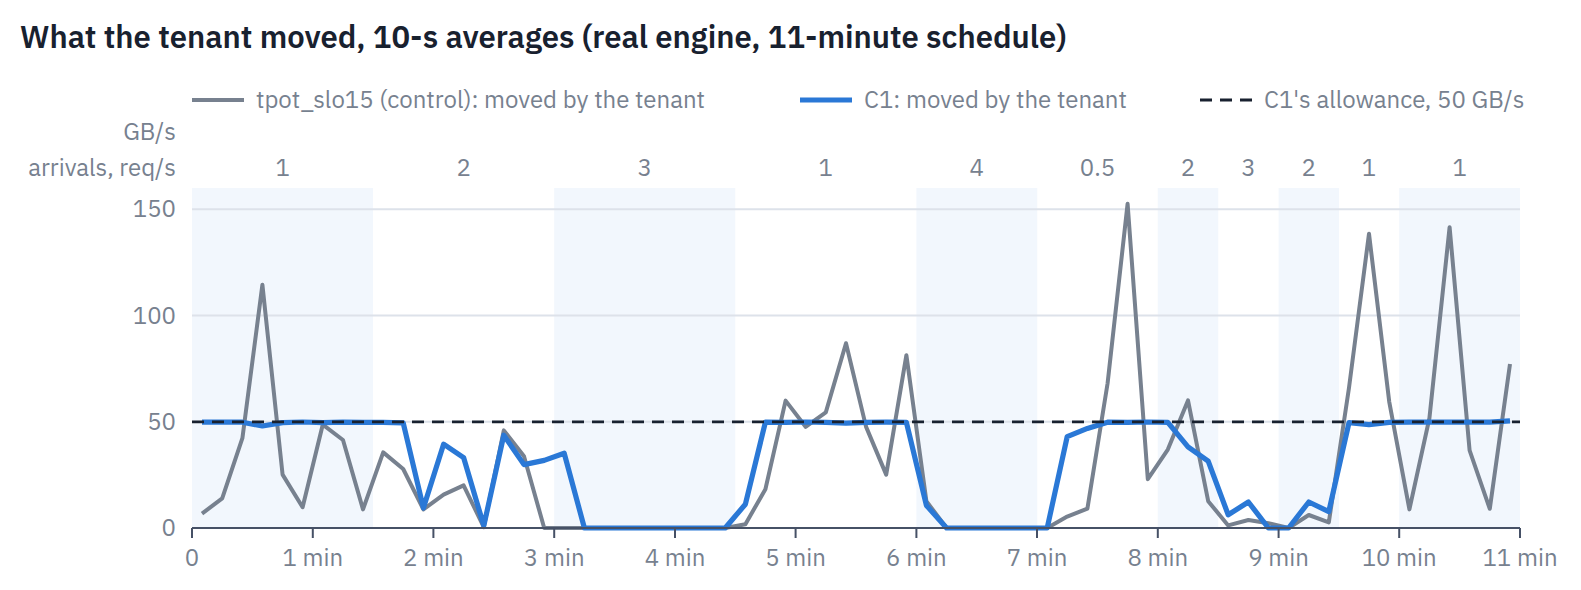 What the tenant moved, 10-s averages (real engine, 11-minute schedule)
tpot_slo15 (control): moved by the tenant C1: moved by the tenant C1's allowance, 50 GB/s
GB/s
arrivals, req/s 1 2 3 1 4 0.5 2 3 2 1 1
150
100
50
0
0 1 min 2 min 3 min 4 min 5 min 6 min 7 min 8 min 9 min 10 min 11 min